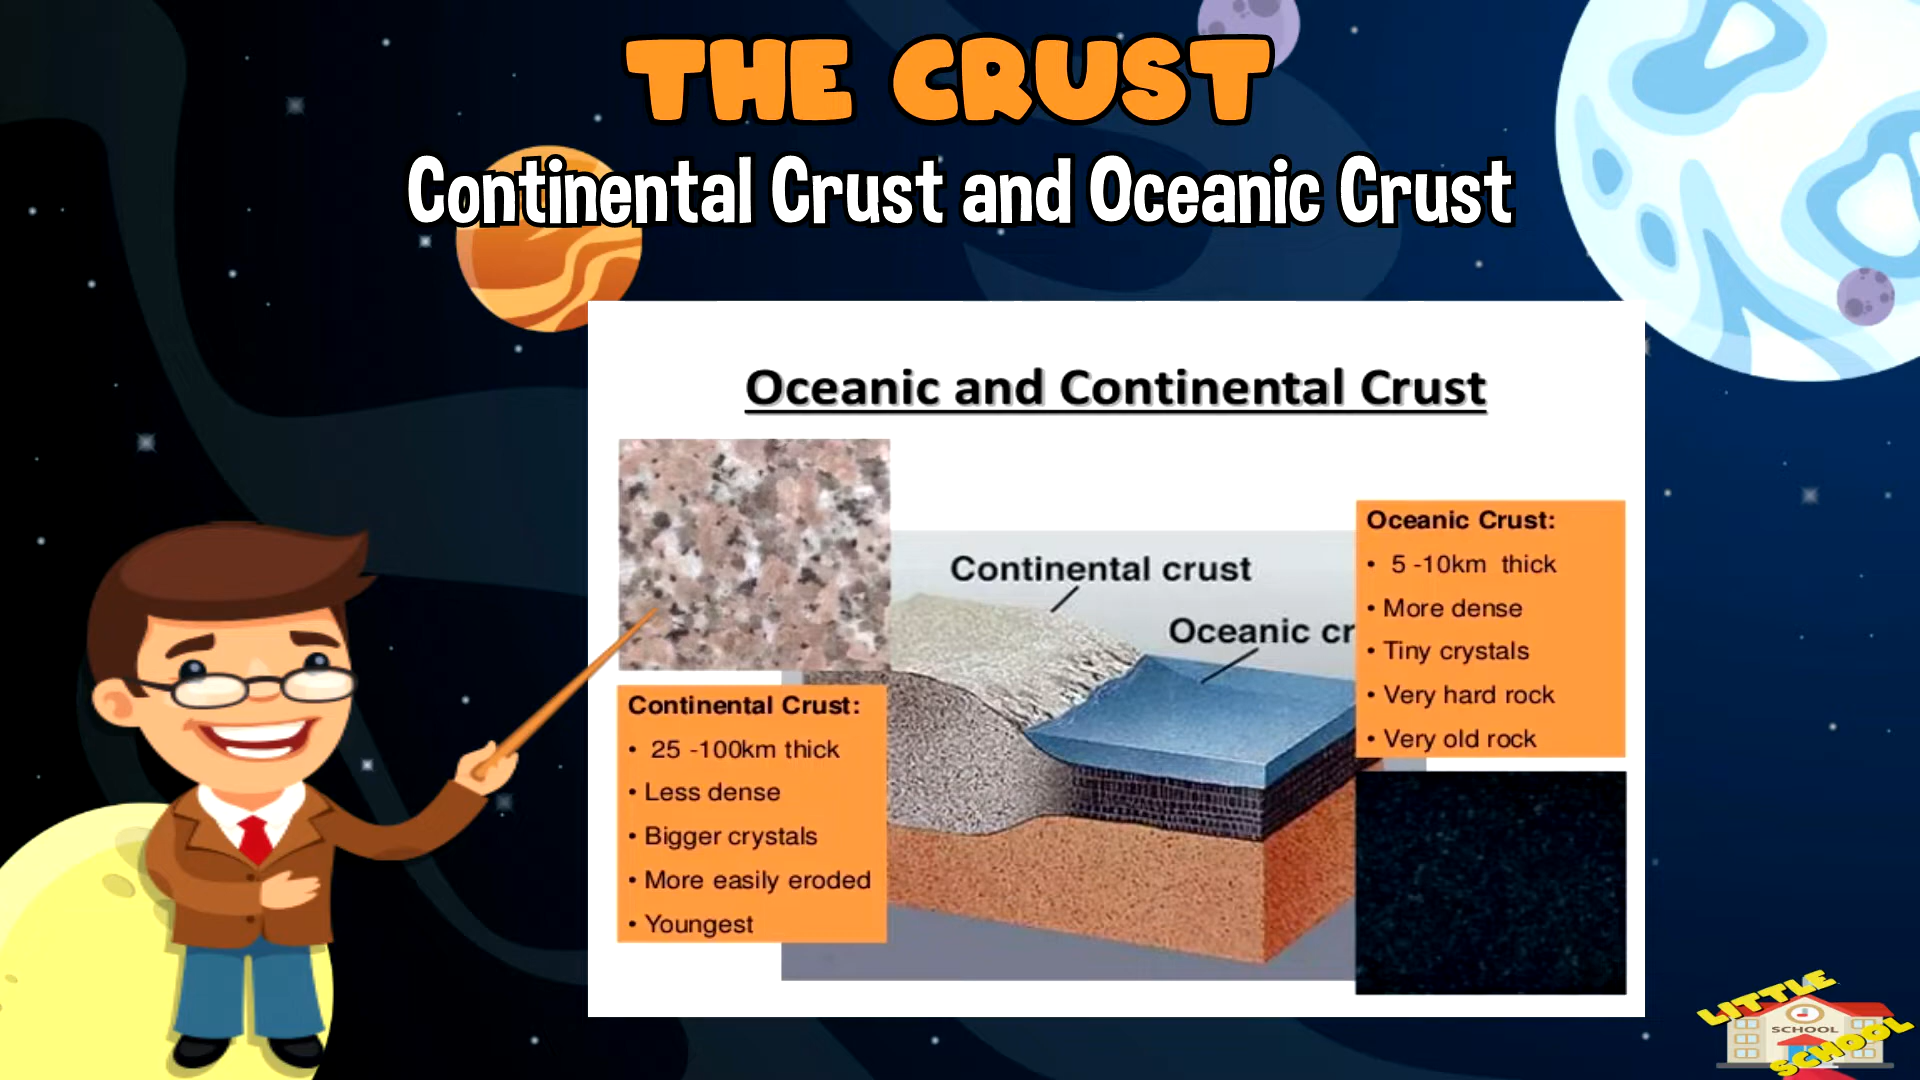 THE CRUST
Continental Crust and Oceanic Crust
Oceanic and Continental Crust
Continental crust
Oceanic cr
Continental Crust:
• 25 -100km thick
• Less dense
• Bigger crystals
• More easily eroded
• Youngest
Oceanic Crust:
• 5 -10km thick
• More dense
• Tiny crystals
• Very hard rock
• Very old rock
LITTLE
SCHOOL
SCHOOL